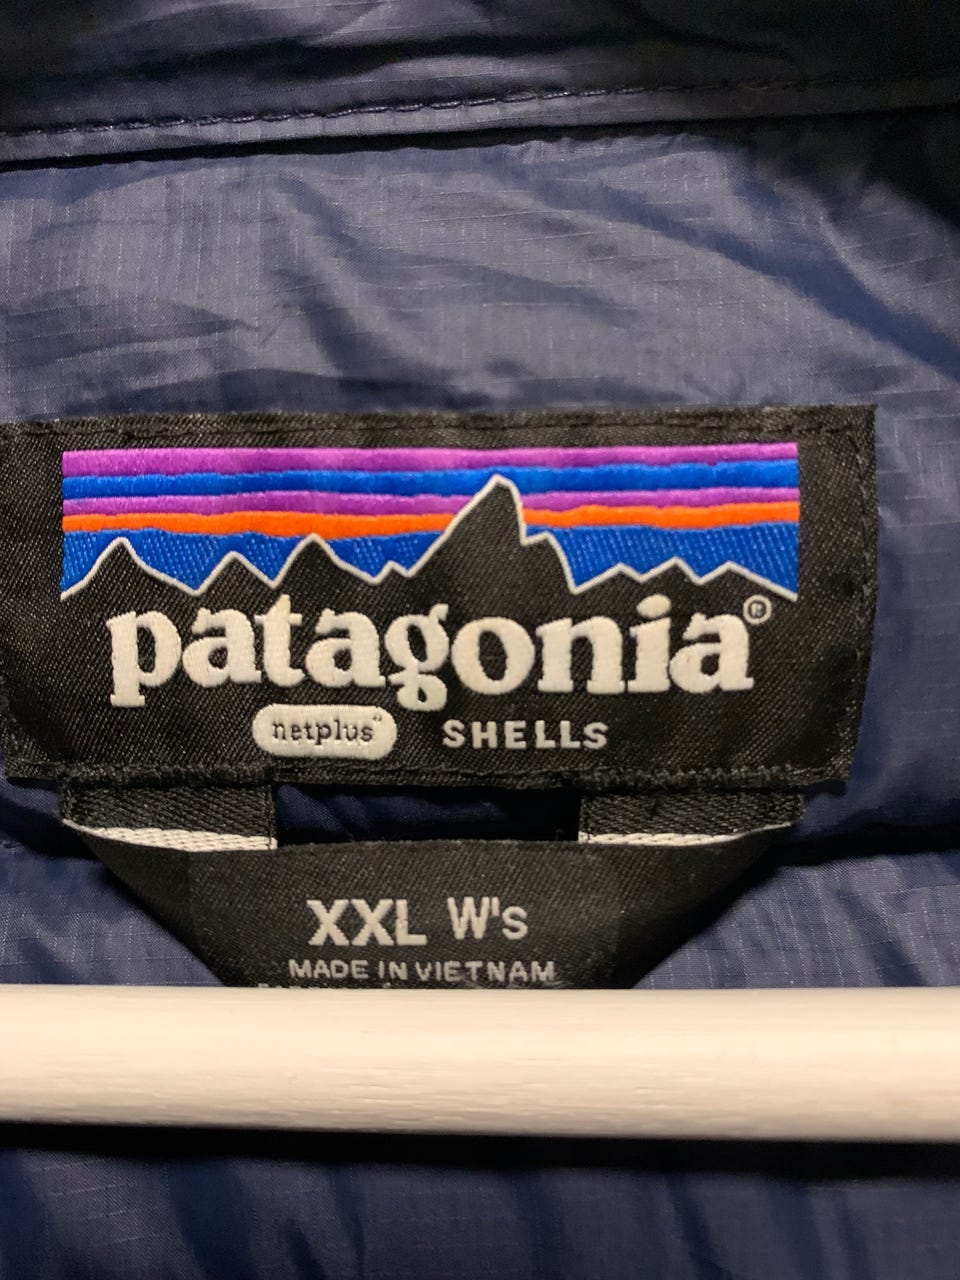 patagonia®
netplus® SHELLS
XXL W's
MADE IN VIETNAM